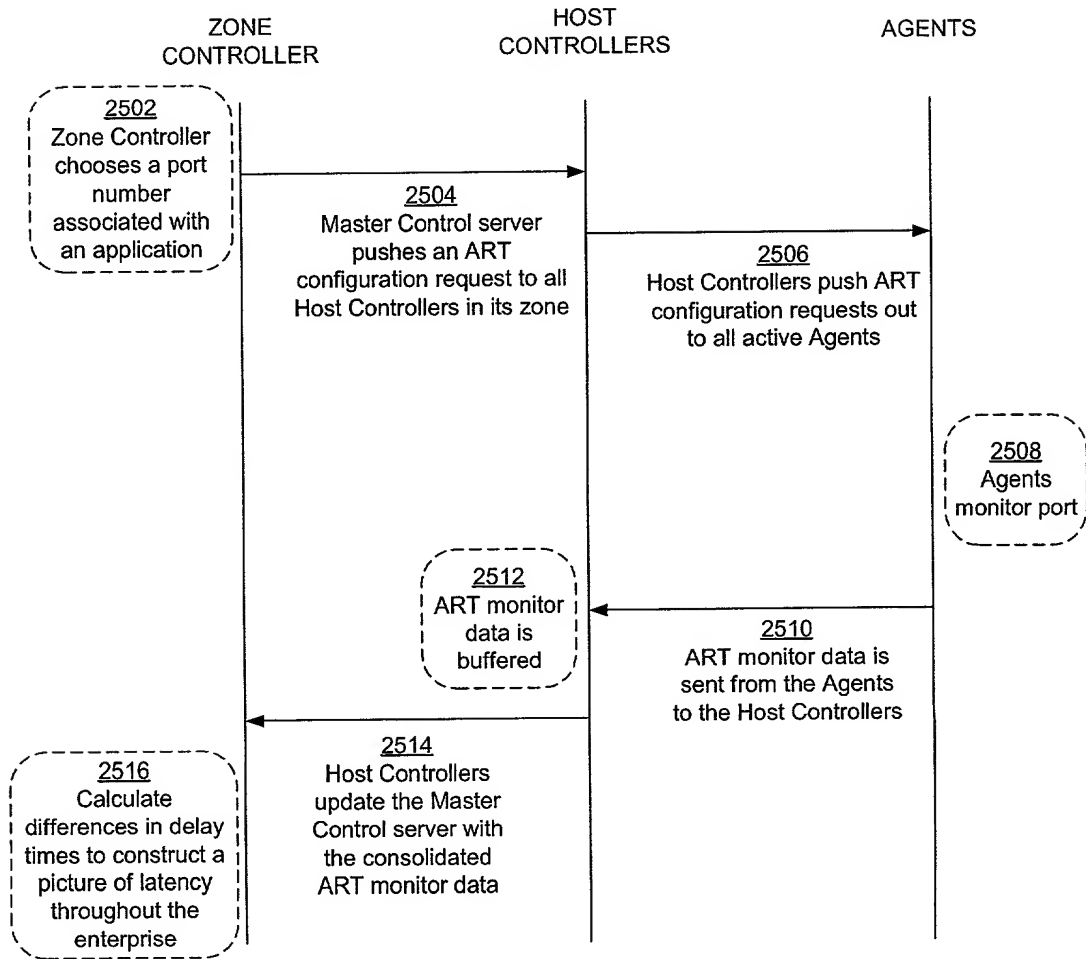 ZONE
CONTROLLER
HOST
CONTROLLERS
AGENTS
2502
Zone Controller
chooses a port
number
associated with
an application
2504
Master Control server
pushes an ART
configuration request to all
Host Controllers in its zone
2506
Host Controllers push ART
configuration requests out
to all active Agents
2508
Agents
monitor port
2512
ART monitor
data is
buffered
2510
ART monitor data is
sent from the Agents
to the Host Controllers
2514
Host Controllers
update the Master
Control server with
the consolidated
ART monitor data
2516
Calculate
differences in delay
times to construct a
picture of latency
throughout the
enterprise